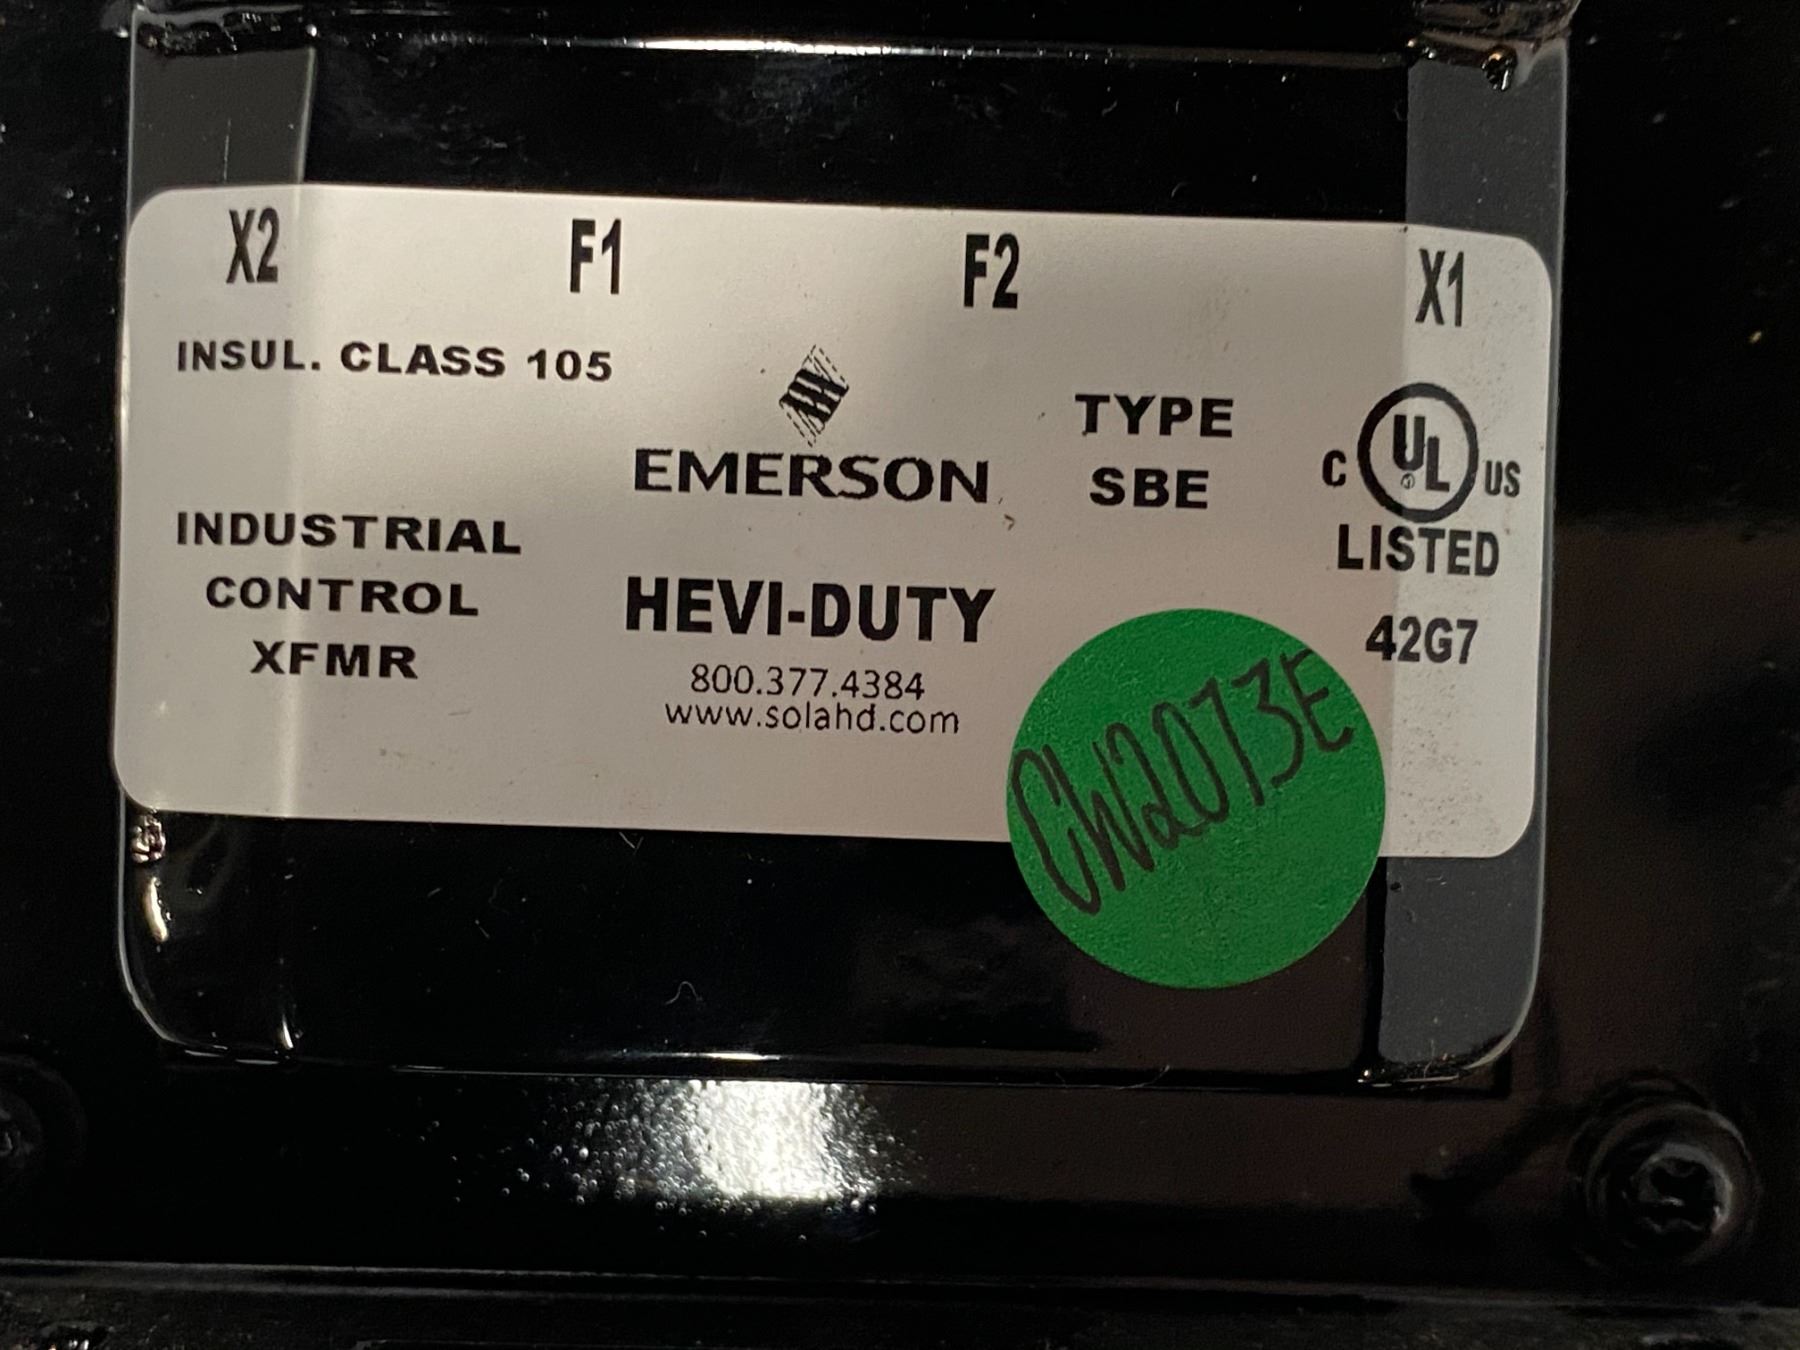 X2 F1 F2 X1
INSUL. CLASS 105
EMERSON
TYPE
SBE
C UL US
LISTED
42G7
INDUSTRIAL
CONTROL
XFMR
HEVI-DUTY
800.377.4384
www.solahd.com
CW2073E